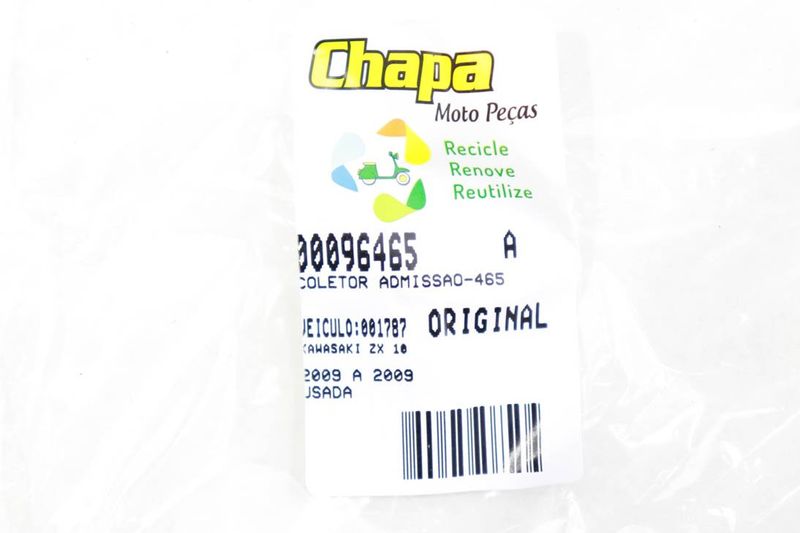 Chapa
Moto Peças
Recicle
Renove
Reutilize
00096465 A
COLETOR ADMISSAO-465
VEICULO:001787 ORIGINAL
KAWASAKI ZX 10
2009 A 2009
USADA